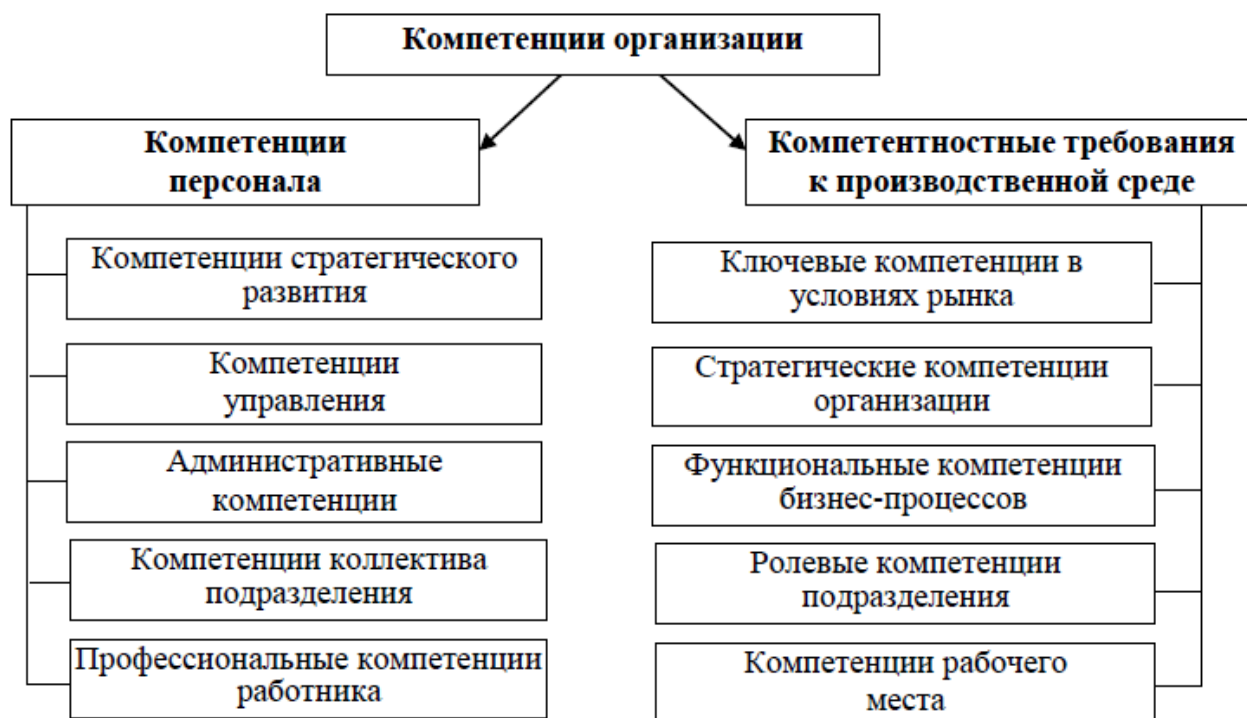 Компетенции организации
Компетенции
персонала
Компетенции стратегического
развития
Компетенции
управления
Административные
компетенции
Компетенции коллектива
подразделения
Профессиональные компетенции
работника
Компетентностные требования
к производственной среде
Ключевые компетенции в
условиях рынка
Стратегические компетенции
организации
Функциональные компетенции
бизнес-процессов
Ролевые компетенции
подразделения
Компетенции рабочего
места